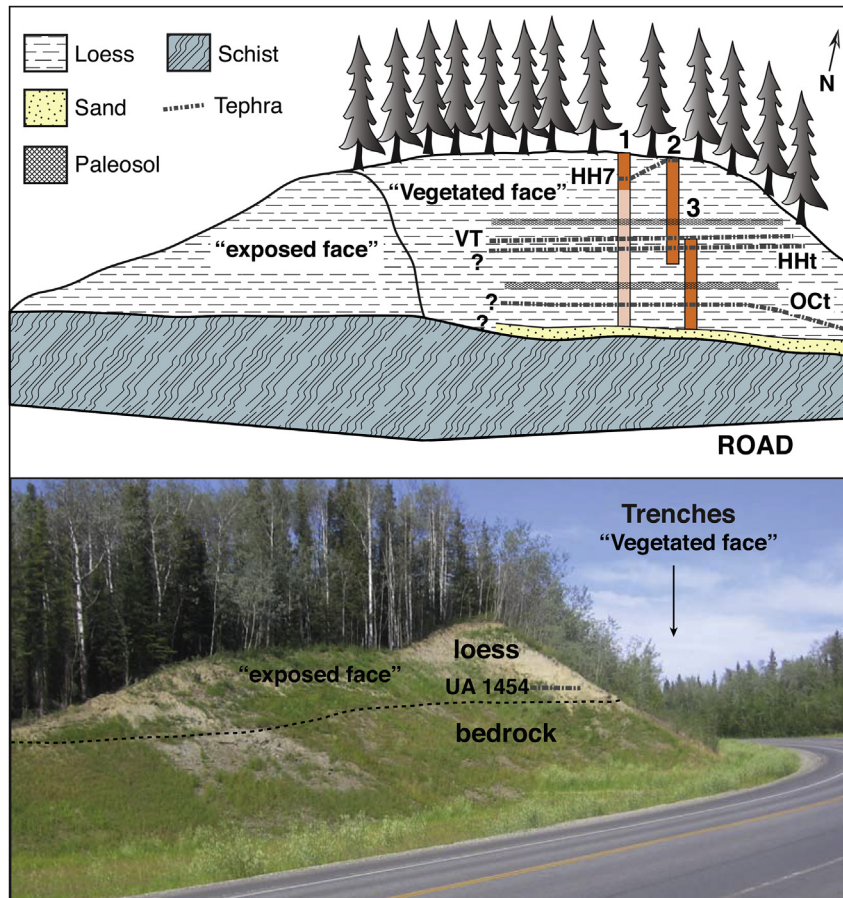 Loess
Schist
Sand
Tephra
Paleosol
N
1
2
HH7
"Vegetated face"
3
"exposed face"
VT
?
HHt
?
OCt
?
ROAD
Trenches
"Vegetated face"
loess
"exposed face"
UA 1454
bedrock